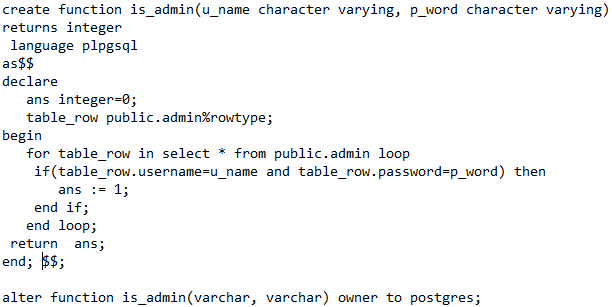 create function is_admin(u_name character varying, p_word character varying)
returns integer
 language plpgsql
as$$
declare
   ans integer=0;
   table_row public.admin%rowtype;
begin
   for table_row in select * from public.admin loop
    if(table_row.username=u_name and table_row.password=p_word) then
       ans := 1;
    end if;
   end loop;
 return  ans;
end; $$;

alter function is_admin(varchar, varchar) owner to postgres;